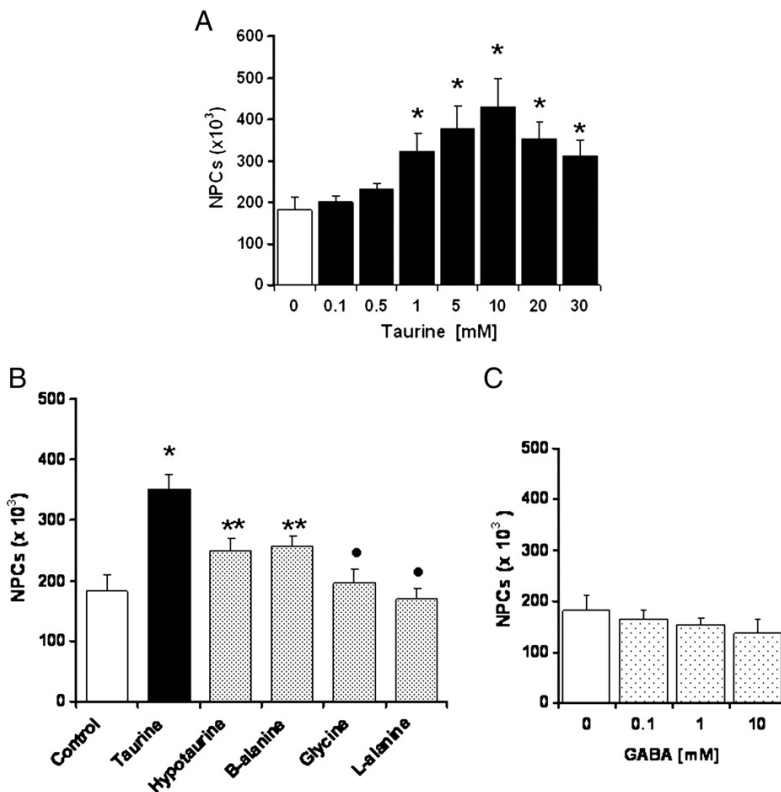 A
600
500
400
300
200
100
0
NPCs (x10³)
*
*
*
*
*
0 0.1 0.5 1 5 10 20 30
Taurine [mM]
B
500
400
300
200
100
0
NPCs (x 10³)
*
**
**
•
•
Control
Taurine
Hypotaurine
B-alanine
Glycine
L-alanine
C
500
400
300
200
100
0
NPCs (x 10³)
0 0.1 1 10
GABA [mM]